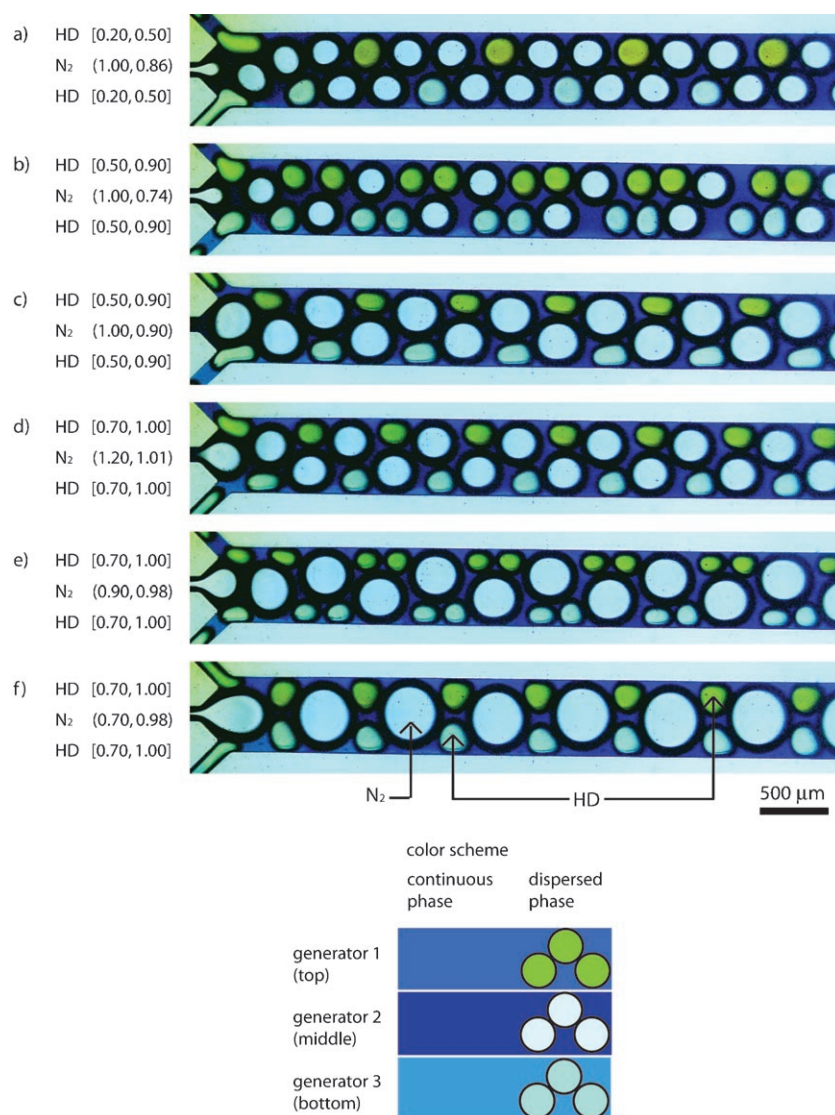 a) HD [0.20, 0.50]
N₂ (1.00, 0.86)
HD [0.20, 0.50]
b) HD [0.50, 0.90]
N₂ (1.00, 0.74)
HD [0.50, 0.90]
c) HD [0.50, 0.90]
N₂ (1.00, 0.90)
HD [0.50, 0.90]
d) HD [0.70, 1.00]
N₂ (1.20, 1.01)
HD [0.70, 1.00]
e) HD [0.70, 1.00]
N₂ (0.90, 0.98)
HD [0.70, 1.00]
f) HD [0.70, 1.00]
N₂ (0.70, 0.98)
HD [0.70, 1.00]
N₂ HD 500 μm
color scheme
continuous dispersed
phase phase
generator 1
(top)
generator 2
(middle)
generator 3
(bottom)